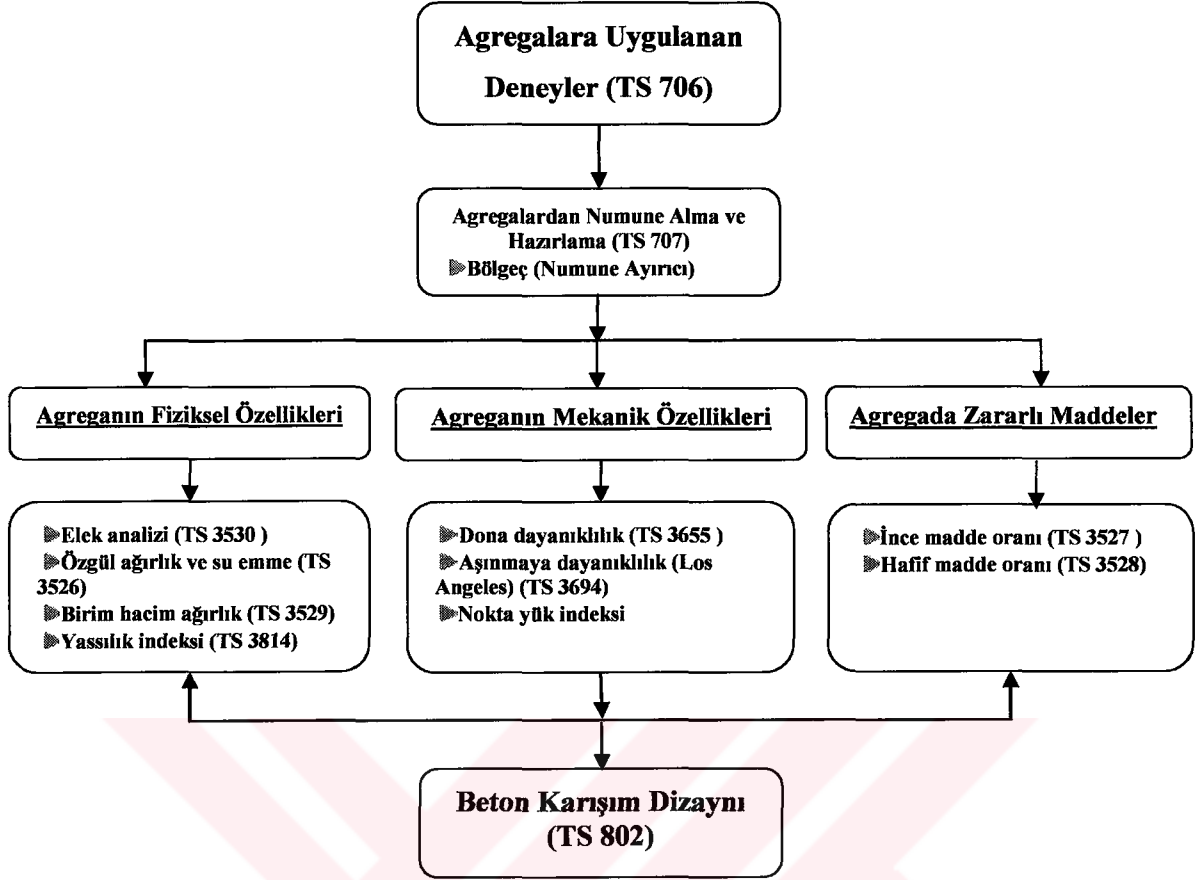 Agregalara Uygulanan
Deneyler (TS 706)
Agregalardan Numune Alma ve
Hazırlama (TS 707)
Bölgeç (Numune Ayırıcı)
Agreganın Fiziksel Özellikleri
Agreganın Mekanik Özellikleri
Agregada Zararlı Maddeler
Elek analizi (TS 3530 )
Özgül ağırlık ve su emme (TS
3526)
Birim hacim ağırlık (TS 3529)
Yassılık indeksi (TS 3814)
Dona dayanıklılık (TS 3655 )
Aşınmaya dayanıklılık (Los
Angeles) (TS 3694)
Nokta yük indeksi
İnce madde oranı (TS 3527 )
Hafif madde oranı (TS 3528)
Beton Karışım Dizaynı
(TS 802)